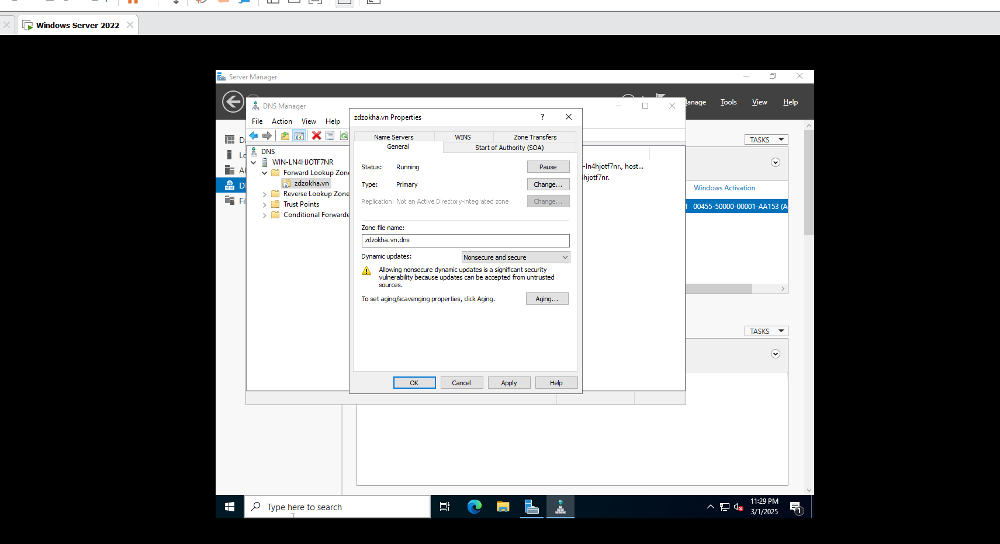 Windows Server 2022
Server Manager
Manage Tools View Help
DNS Manager
File Action View Help
DNS
WIN-LN4HJOTF7NR
Forward Lookup Zone
zdzokha.vn
Reverse Lookup Zone
Trust Points
Conditional Forwarde
zdzokha.vn Properties
?
Name Servers WINS Zone Transfers
General Start of Authority (SOA)
Status: Running Pause
Type: Primary Change...
Replication: Not an Active Directory-integrated zone Change...
Zone file name:
zdzokha.vn.dns
Dynamic updates: Nonsecure and secure
Allowing nonsecure dynamic updates is a significant security
vulnerability because updates can be accepted from untrusted
sources.
To set aging/scavenging properties, click Aging. Aging...
OK Cancel Apply Help
-ln4hjotf7nr., host...
hjotf7nr.
TASKS
Windows Activation
00455-50000-00001-AA153 (A
TASKS
Type here to search
11:29 PM
3/1/2025
1